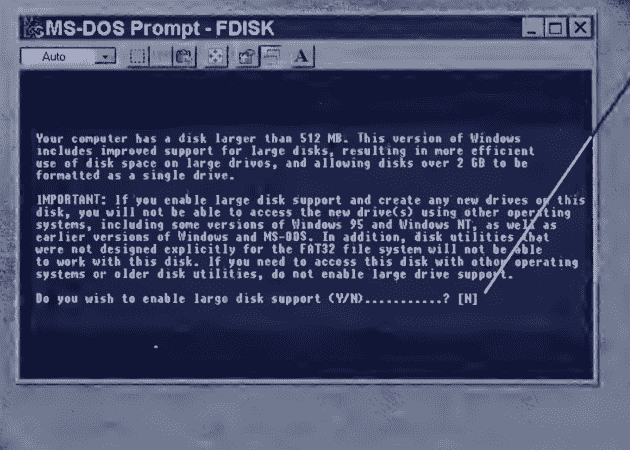 MS-DOS Prompt - FDISK
Auto
A
Your computer has a disk larger than 512 MB. This version of Windows
includes improved support for large disks, resulting in more efficient
use of disk space on large drives, and allowing disks over 2 GB to be
formatted as a single drive.
IMPORTANT: If you enable large disk support and create any new drives on this
disk, you will not be able to access the new drive(s) using other operating
systems, including some versions of Windows 95 and Windows NT, as well as
earlier versions of Windows and MS-DOS. In addition, disk utilities that
were not designed explicitly for the FAT32 file system will not be able
to work with this disk. If you need to access this disk with other operating
systems or older disk utilities, do not enable large drive support.
Do you wish to enable large disk support (Y/N)...........? [N]